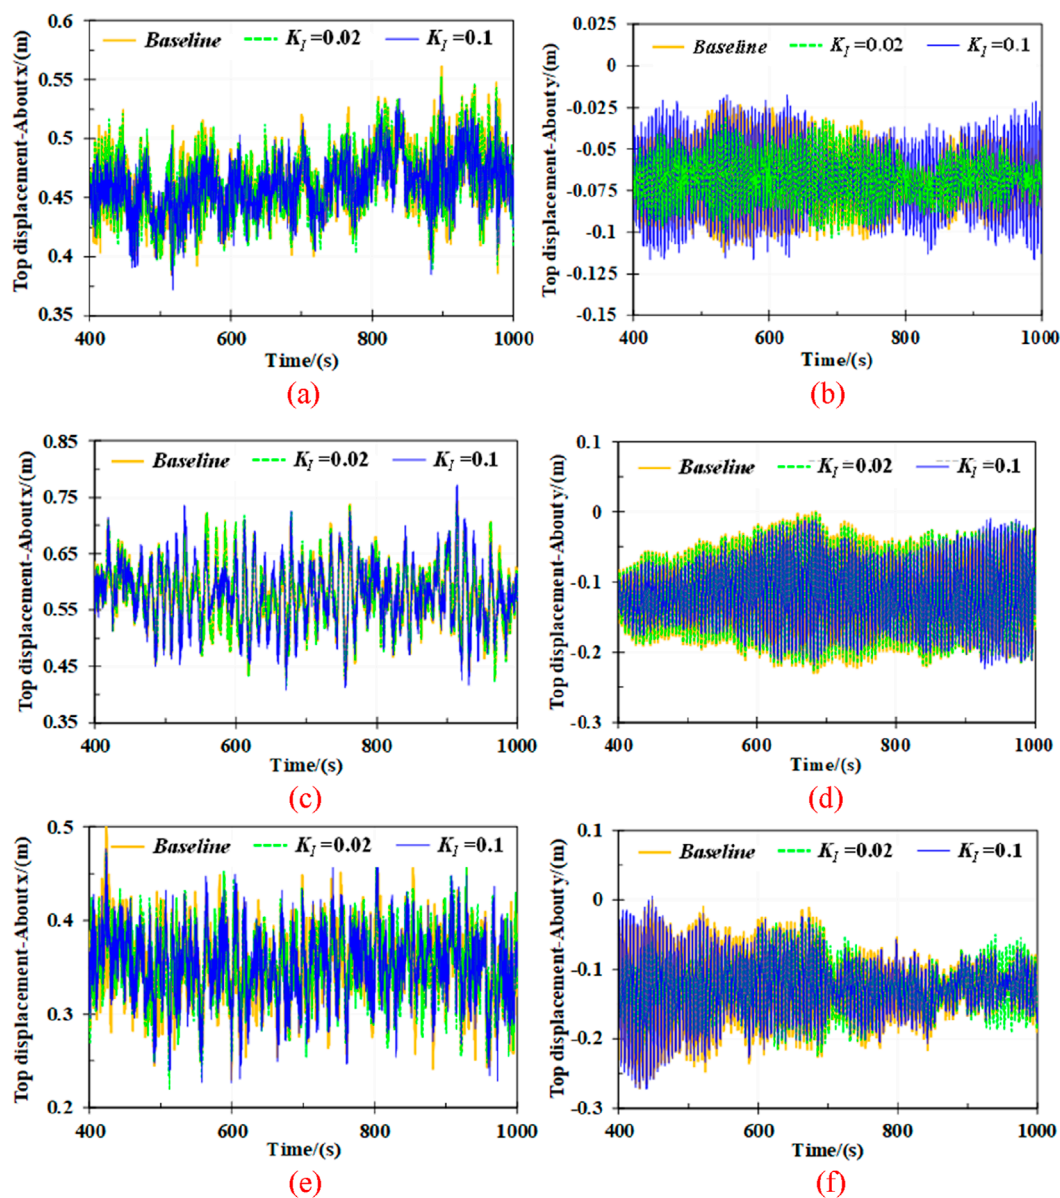 Top displacement-About x/(m)
0.6
0.55
0.5
0.45
0.4
0.35
Baseline K_I=0.02 K_I=0.1
400 600 800 1000
Time/(s)
(a)
Top displacement-About y/(m)
-0.025
0
-0.025
-0.05
-0.075
-0.1
-0.125
-0.15
Baseline K_I=0.02 K_I=0.1
400 600 800 1000
Time/(s)
(b)
Top displacement-About x/(m)
0.85
0.75
0.65
0.55
0.45
0.35
Baseline K_I=0.02 K_I=0.1
400 600 800 1000
Time/(s)
(c)
Top displacement-About y/(m)
0.1
0
-0.1
-0.2
-0.3
Baseline K_I=0.02 K_I=0.1
400 600 800 1000
Time/(s)
(d)
Top displacement-About x/(m)
0.5
0.4
0.3
0.2
Baseline K_I=0.02 K_I=0.1
400 600 800 1000
Time/(s)
(e)
Top displacement-About y/(m)
0.1
0
-0.1
-0.2
-0.3
Baseline K_I=0.02 K_I=0.1
400 600 800 1000
Time/(s)
(f)